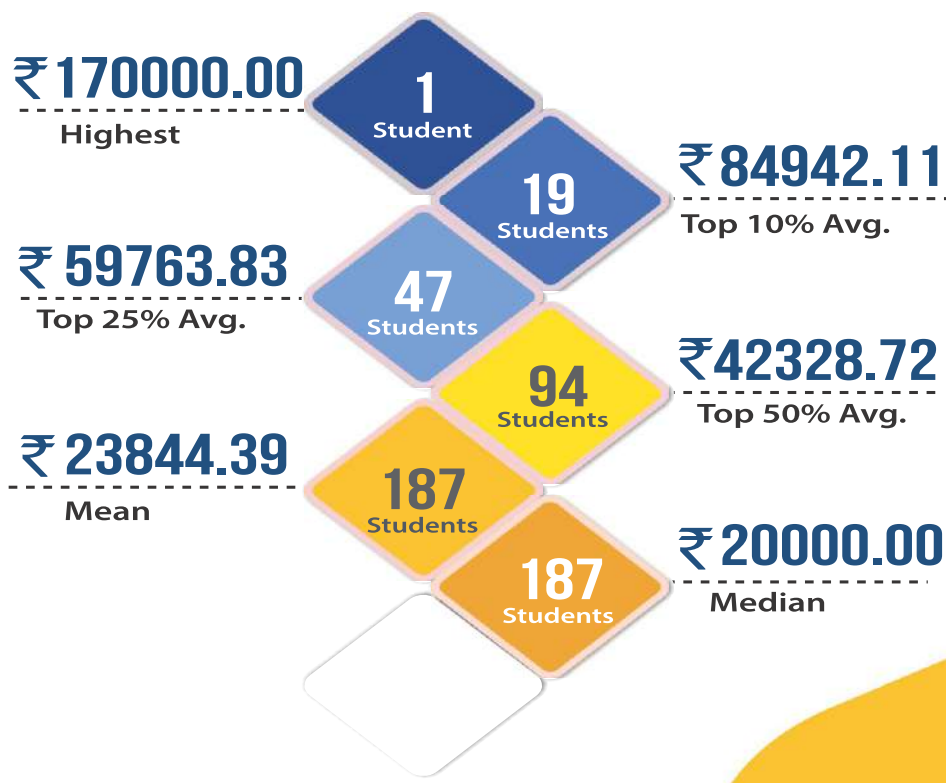 ₹170000.00
Highest
1
Student
19
Students
₹84942.11
Top 10% Avg.
₹ 59763.83
Top 25% Avg.
47
Students
94
Students
₹42328.72
Top 50% Avg.
₹ 23844.39
Mean
187
Students
187
Students
₹ 20000.00
Median